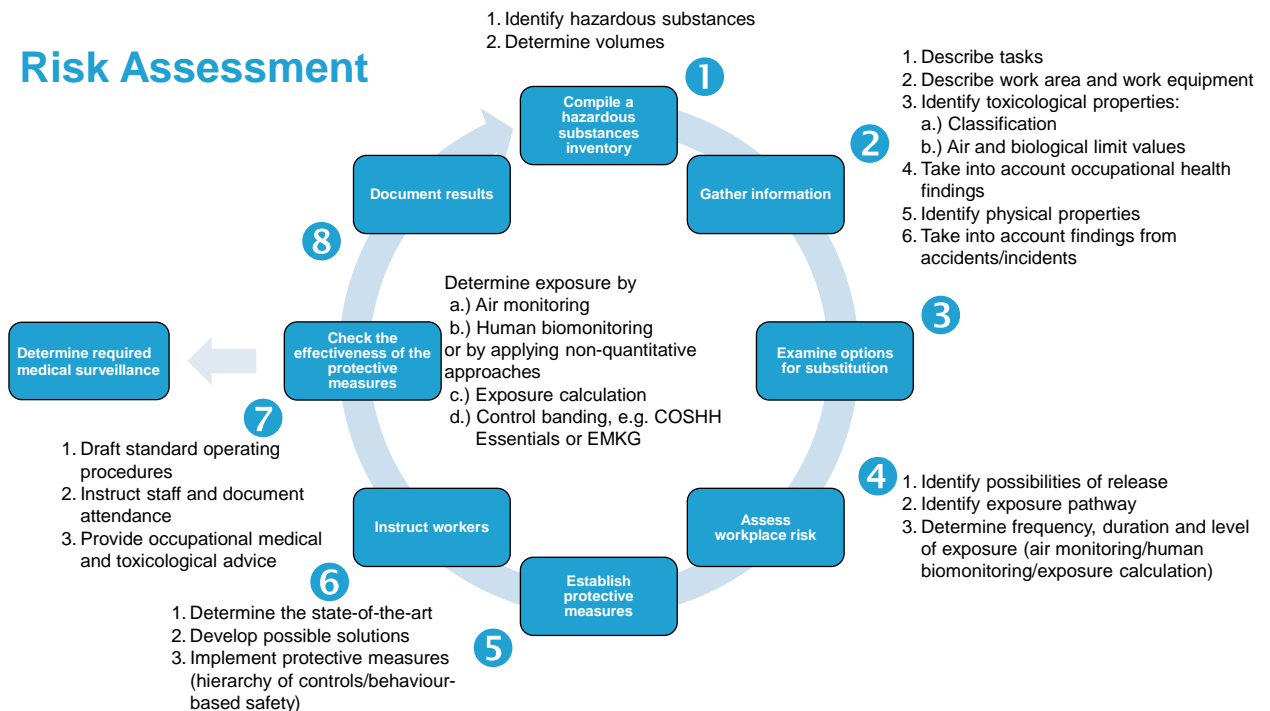 Risk Assessment
1. Identify hazardous substances
2. Determine volumes
1
Compile a
hazardous
substances
inventory
1. Describe tasks
2. Describe work area and work equipment
3. Identify toxicological properties:
a.) Classification
b.) Air and biological limit values
4. Take into account occupational health
findings
5. Identify physical properties
6. Take into account findings from
accidents/incidents
2
Gather information
3
Examine options
for substitution
4
1. Identify possibilities of release
2. Identify exposure pathway
3. Determine frequency, duration and level
of exposure (air monitoring/human
biomonitoring/exposure calculation)
Assess
workplace risk
Establish
protective
measures
5
1. Determine the state-of-the-art
2. Develop possible solutions
3. Implement protective measures
(hierarchy of controls/behaviour-
based safety)
Instruct workers
6
1. Draft standard operating
procedures
2. Instruct staff and document
attendance
3. Provide occupational medical
and toxicological advice
7
Check the
effectiveness of the
protective
measures
Determine required
medical surveillance
8
Document results
Determine exposure by
a.) Air monitoring
b.) Human biomonitoring
or by applying non-quantitative
approaches
c.) Exposure calculation
d.) Control banding, e.g. COSHH
Essentials or EMKG